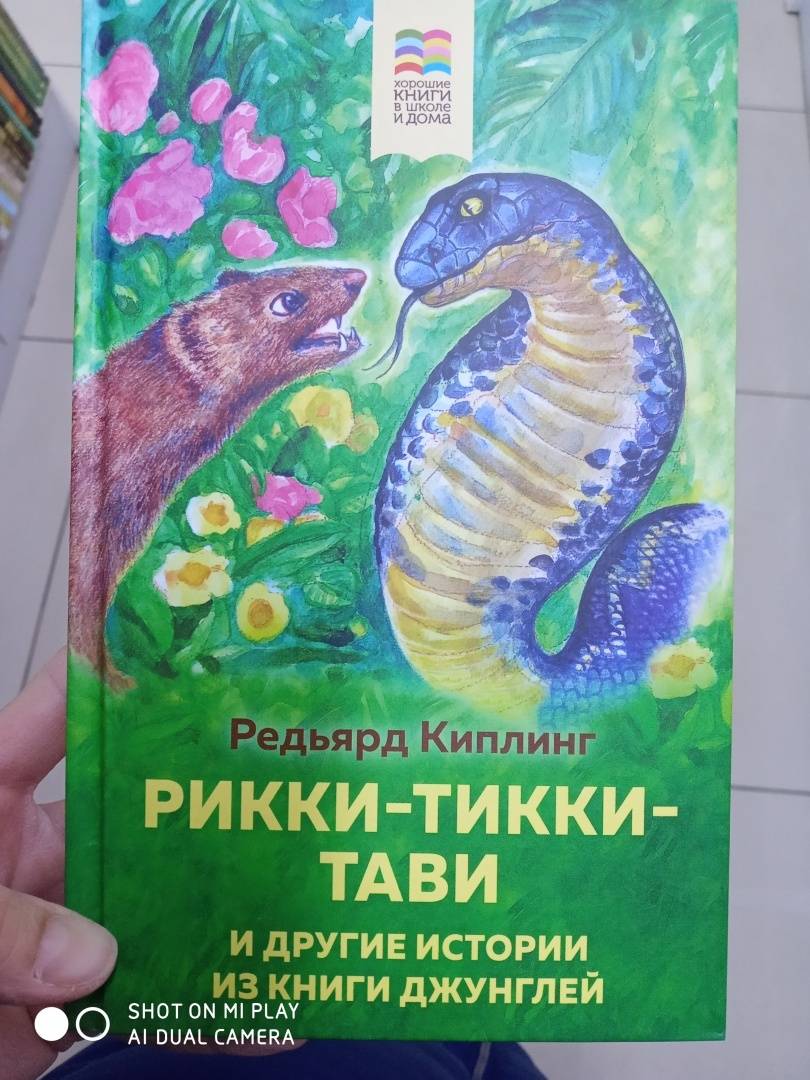 хорошие
книги
в школе
и дома
Редьярд Киплинг
РИККИ-ТИККИ-
ТАВИ
И ДРУГИЕ ИСТОРИИ
ИЗ КНИГИ ДЖУНГЛЕЙ
SHOT ON MI PLAY
AI DUAL CAMERA